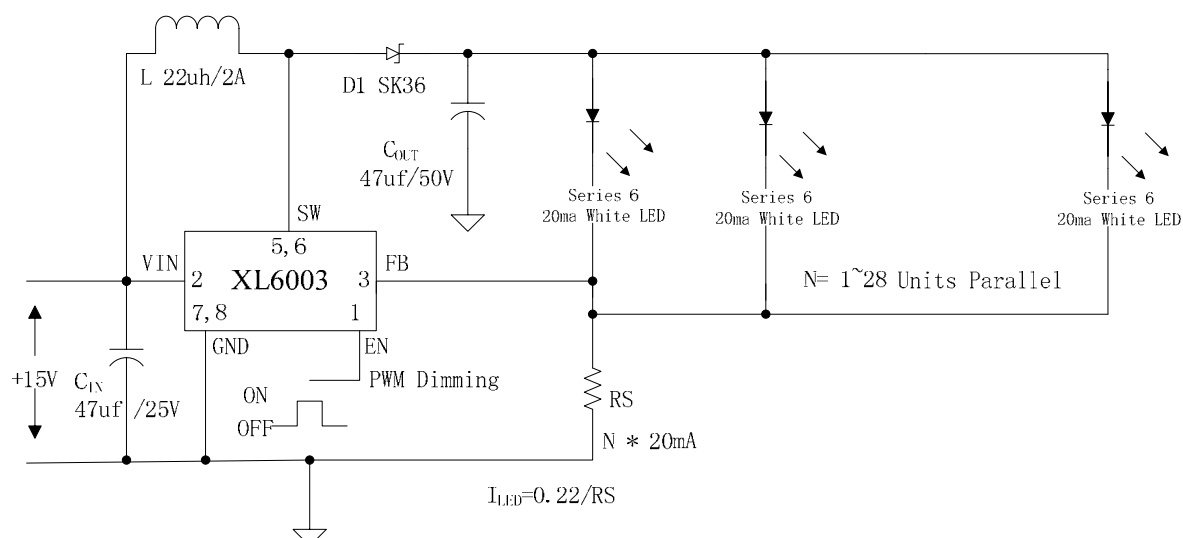 L 22uh/2A
D1 SK36
COUT
47uf/50V
Series 6
20ma White LED
Series 6
20ma White LED
Series 6
20ma White LED
SW
5,6
VIN
2
XL6003
3
FB
7,8
1
GND
EN
N= 1~28 Units Parallel
+15V
CIN
47uf /25V
PWM Dimming
ON
OFF
RS
N * 20mA
ILED=0.22/RS